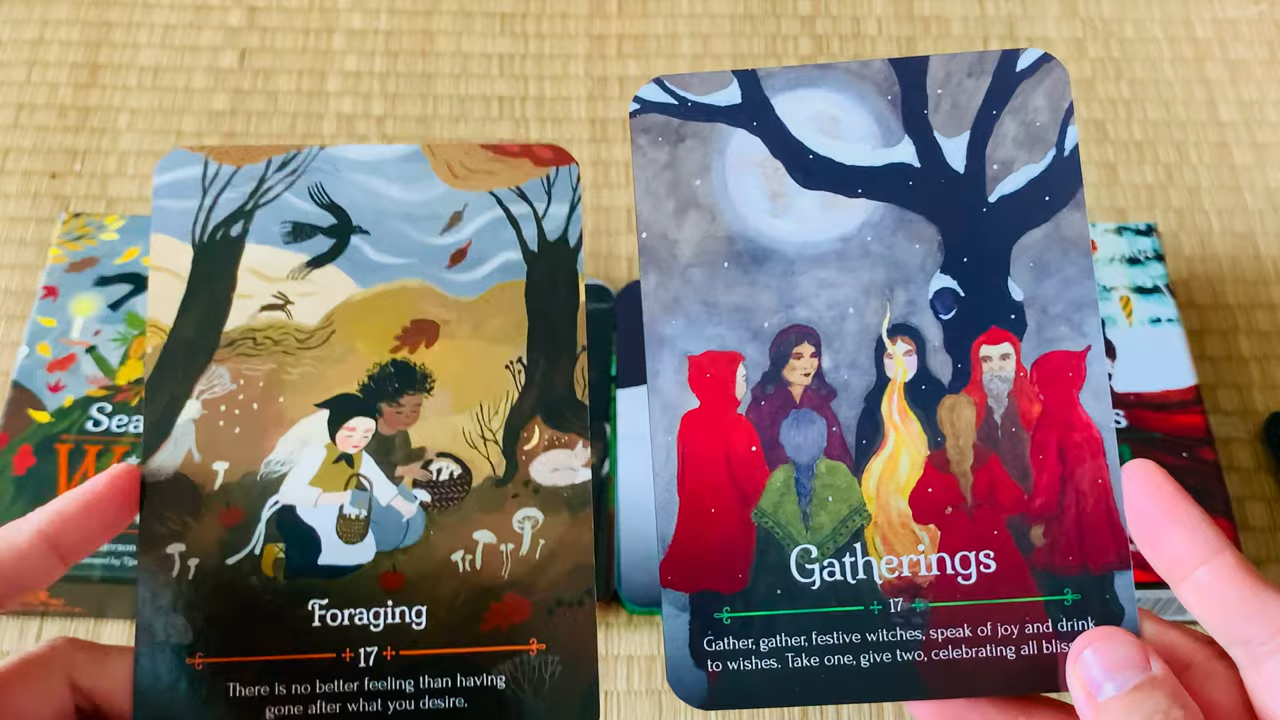 Foraging
17
There is no better feeling than having
gone after what you desire.
Gatherings
17
Gather, gather, festive witches, speak of joy and drink
to wishes. Take one, give two, celebrating all bliss
Sea
W